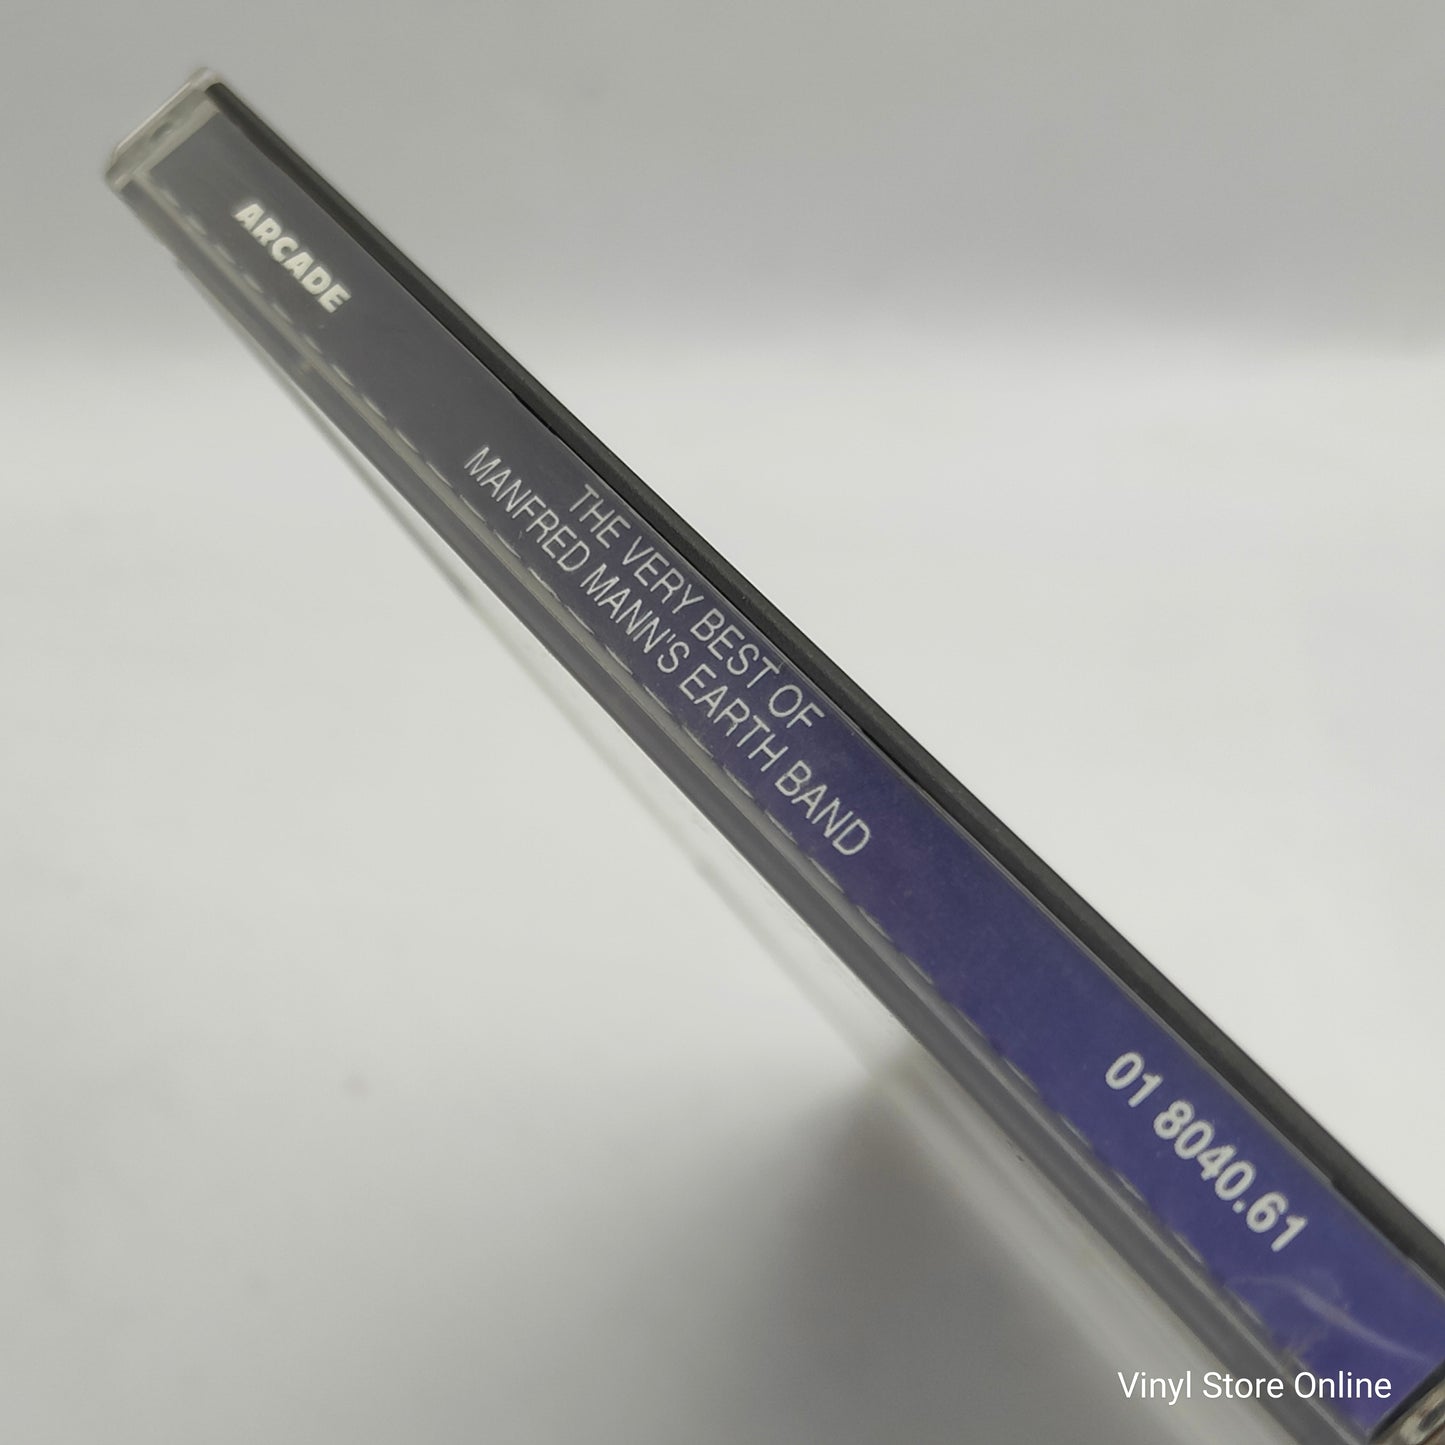 ARCADE
THE VERY BEST OF
MANFRED MANN'S EARTH BAND
01 8040.61
Vinyl Store Online